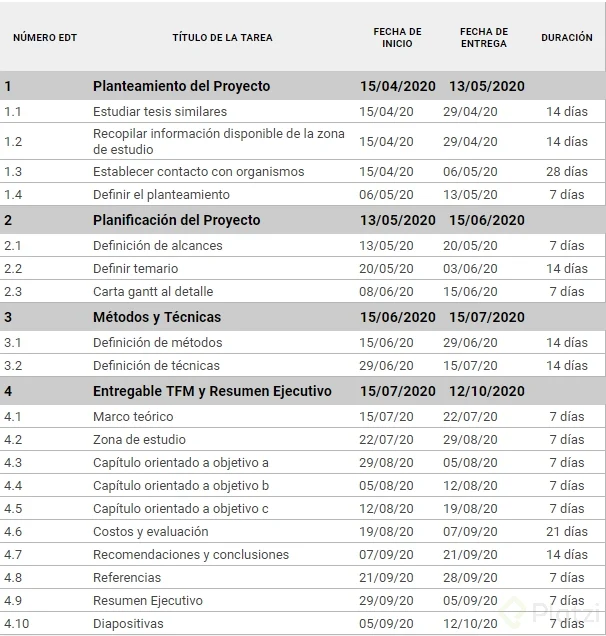 NÚMERO EDT TÍTULO DE LA TAREA FECHA DE INICIO FECHA DE ENTREGA DURACIÓN
1 Planteamiento del Proyecto 15/04/2020 13/05/2020
1.1 Estudiar tesis similares 15/04/20 29/04/20 14 días
1.2 Recopilar información disponible de la zona de estudio 15/04/20 29/04/20 14 días
1.3 Establecer contacto con organismos 15/04/20 06/05/20 28 días
1.4 Definir el planteamiento 06/05/20 13/05/20 7 días
2 Planificación del Proyecto 13/05/2020 15/06/2020
2.1 Definición de alcances 13/05/20 20/05/20 7 días
2.2 Definir temario 20/05/20 03/06/20 14 días
2.3 Carta gantt al detalle 08/06/20 15/06/20 7 días
3 Métodos y Técnicas 15/06/2020 15/07/2020
3.1 Definición de métodos 15/06/20 29/06/20 14 días
3.2 Definición de técnicas 29/06/20 15/07/20 14 días
4 Entregable TFM y Resumen Ejecutivo 15/07/2020 12/10/2020
4.1 Marco teórico 15/07/20 22/07/20 7 días
4.2 Zona de estudio 22/07/20 29/08/20 7 días
4.3 Capítulo orientado a objetivo a 29/08/20 05/08/20 7 días
4.4 Capítulo orientado a objetivo b 05/08/20 12/08/20 7 días
4.5 Capítulo orientado a objetivo c 12/08/20 19/08/20 7 días
4.6 Costos y evaluación 19/08/20 07/09/20 21 días
4.7 Recomendaciones y conclusiones 07/09/20 21/09/20 14 días
4.8 Referencias 21/09/20 28/09/20 7 días
4.9 Resumen Ejecutivo 29/09/20 05/09/20 7 días
4.10 Diapositivas 05/09/20 12/10/20 7 días
Platzi